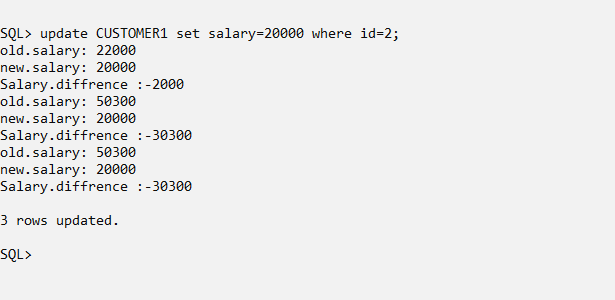 SQL> update CUSTOMER1 set salary=20000 where id=2;
old.salary: 22000
new.salary: 20000
Salary.diffrence :-2000
old.salary: 50300
new.salary: 20000
Salary.diffrence :-30300
old.salary: 50300
new.salary: 20000
Salary.diffrence :-30300
3 rows updated.
SQL>